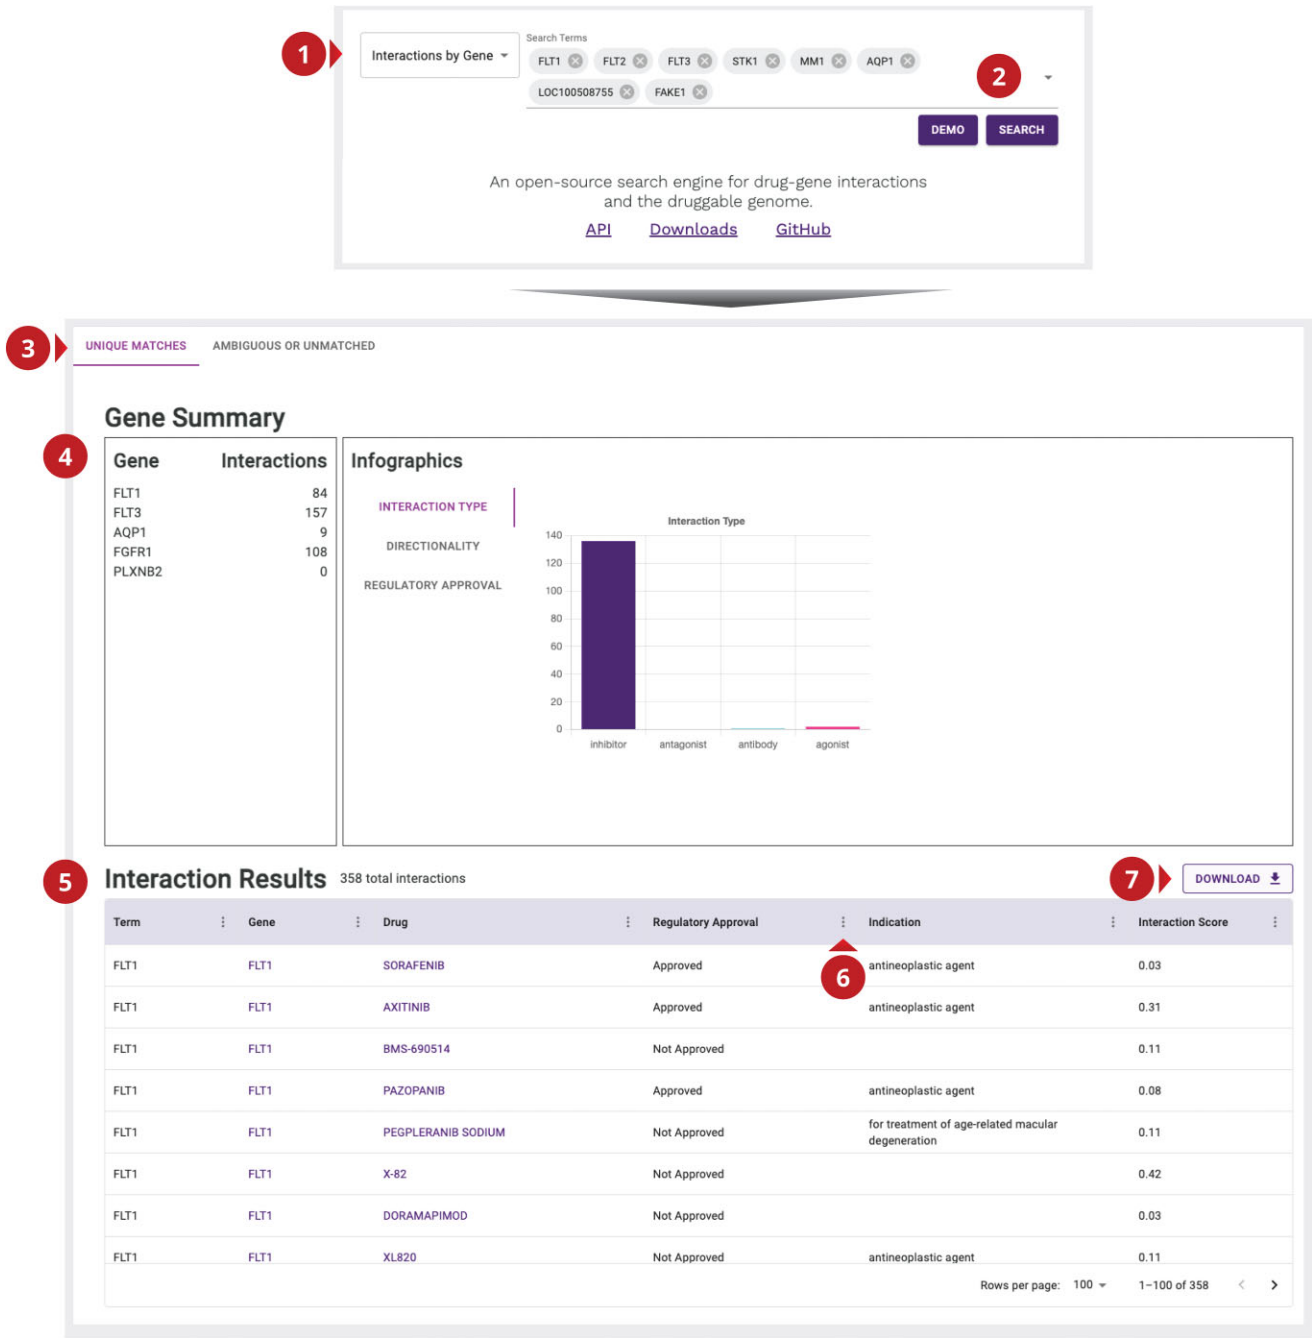 1
Interactions by Gene
Search Terms
FLT1 FLT2 FLT3 STK1 MM1 AQP1
LOC100508755 FAKE1
2
DEMO SEARCH
An open-source search engine for drug-gene interactions
and the druggable genome.
API Downloads GitHub
3
UNIQUE MATCHES AMBIGUOUS OR UNMATCHED
Gene Summary
4
Gene Interactions
FLT1 84
FLT3 157
AQP1 9
FGFR1 108
PLXNB2 0
Infographics
INTERACTION TYPE
DIRECTIONALITY
REGULATORY APPROVAL
Interaction Type
140
120
100
80
60
40
20
0
inhibitor antagonist antibody agonist
5
Interaction Results 358 total interactions
7
DOWNLOAD
Term Gene Drug Regulatory Approval Indication Interaction Score
6
FLT1 FLT1 SORAFENIB Approved antineoplastic agent 0.03
FLT1 FLT1 AXITINIB Approved antineoplastic agent 0.31
FLT1 FLT1 BMS-690514 Not Approved 0.11
FLT1 FLT1 PAZOPANIB Approved antineoplastic agent 0.08
FLT1 FLT1 PEGPLERANIB SODIUM Not Approved for treatment of age-related macular
degeneration 0.11
FLT1 FLT1 X-82 Not Approved 0.42
FLT1 FLT1 DORAMAPIMOD Not Approved 0.03
FLT1 FLT1 XL820 Not Approved antineoplastic agent 0.11
Rows per page: 100 1–100 of 358